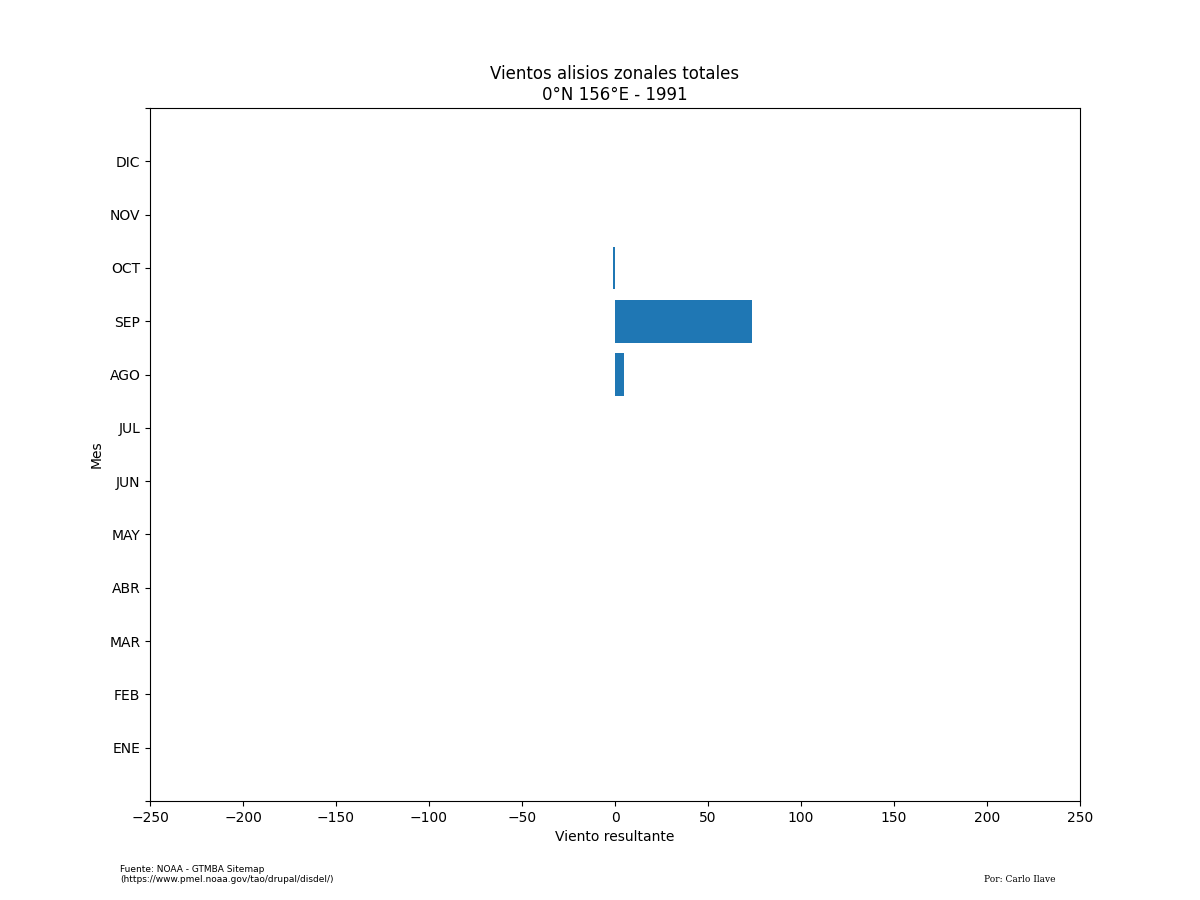 Vientos alisios zonales totales
0°N 156°E - 1991
DIC
NOV
OCT
SEP
AGO
JUL
JUN
MAY
ABR
MAR
FEB
ENE
Mes
−250 −200 −150 −100 −50 0 50 100 150 200 250
Viento resultante
Fuente: NOAA - GTMBA Sitemap
(https://www.pmel.noaa.gov/tao/drupal/disdel/)
Por: Carlo Ilave